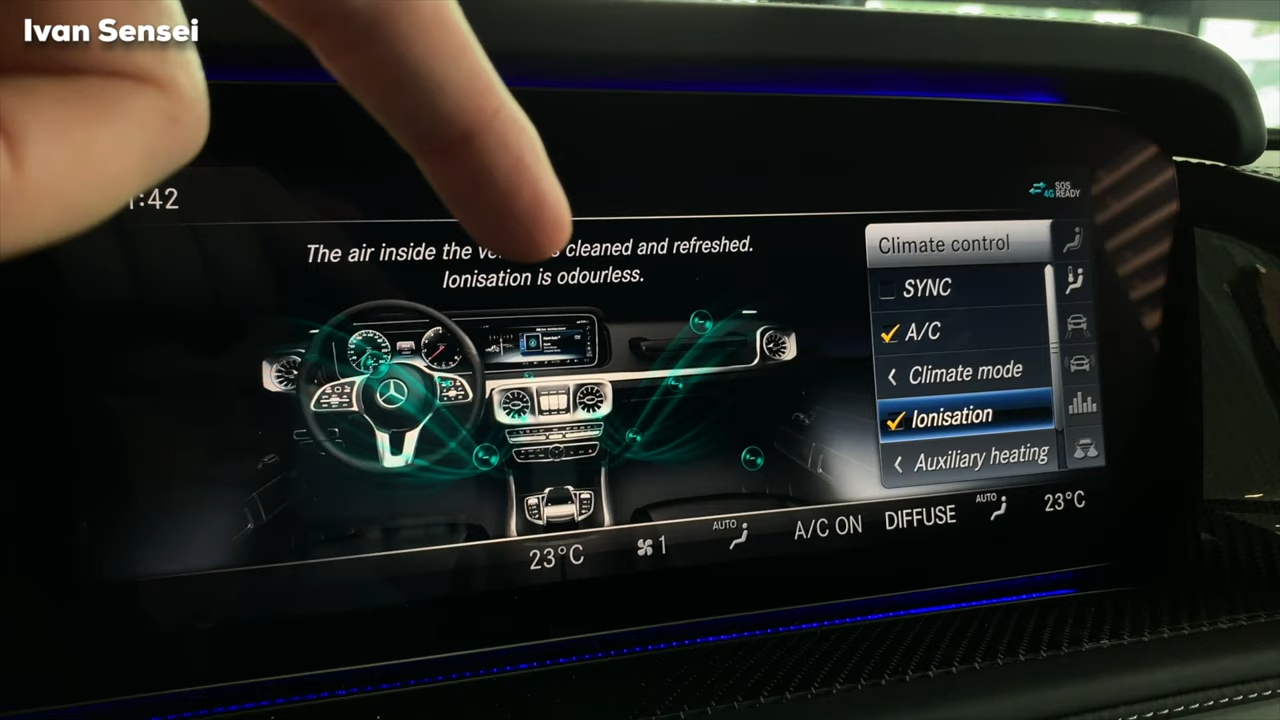 Ivan Sensei
:42
SOS
4G READY
The air inside the cleaned and refreshed.
Ionisation is odourless.
Climate control
SYNC
A/C
Climate mode
Ionisation
Auxiliary heating
23°C
1
AUTO
A/C ON
DIFFUSE
AUTO
23°C